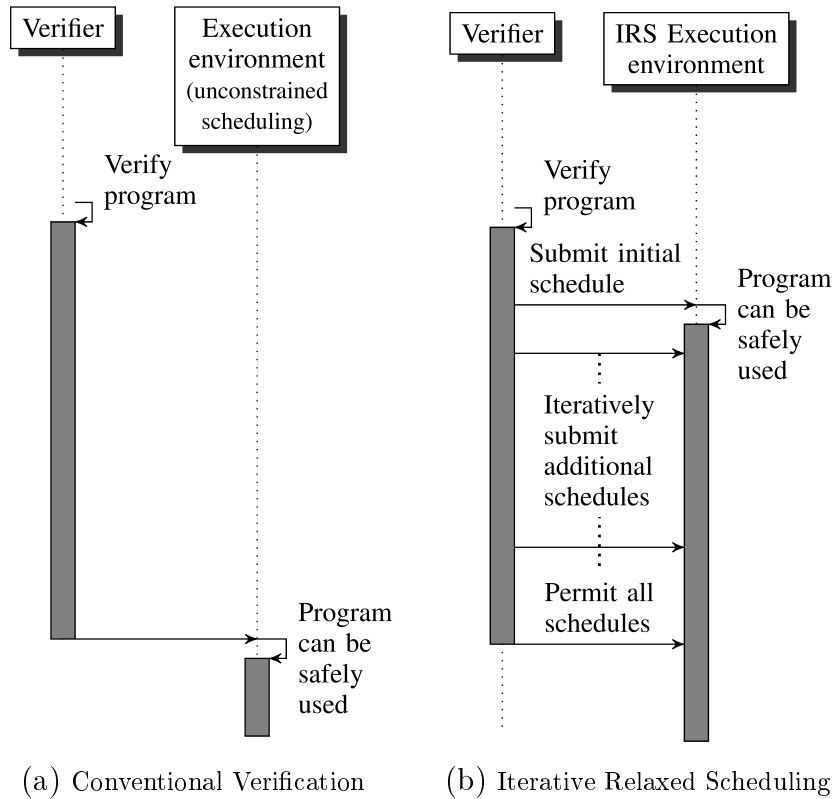 Verifier
Execution
environment
(unconstrained
scheduling)
Verify
program
Program
can be
safely
used
(a) Conventional Verification
Verifier
IRS Execution
environment
Verify
program
Submit initial
schedule
Program
can be
safely
used
Iteratively
submit
additional
schedules
Permit all
schedules
(b) Iterative Relaxed Scheduling